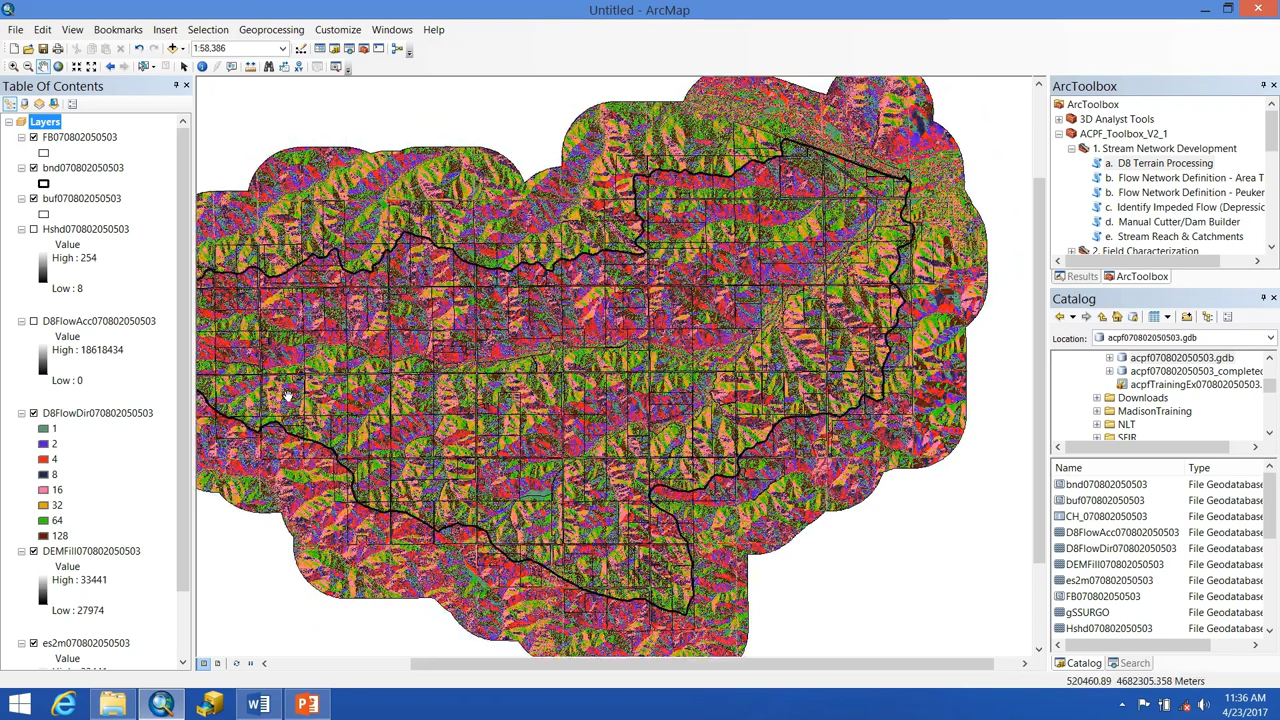 Untitled - ArcMap
File Edit View Bookmarks Insert Selection Geoprocessing Customize Windows Help
1:58,386
Table Of Contents
Layers
FB070802050503
bnd070802050503
buf070802050503
Hshd070802050503
Value
High : 254
Low : 8
D8FlowAcc070802050503
High : 18618434
Low : 0
D8FlowDir070802050503
1
2
4
8
16
32
64
128
DEMFill070802050503
High : 33441
Low : 27974
es2m070802050503
Value
ArcToolbox
ArcToolbox
3D Analyst Tools
ACPF_Toolbox_V2_1
1. Stream Network Development
a. D8 Terrain Processing
b. Flow Network Definition - Area T
b. Flow Network Definition - Peuker
c. Identify Impeded Flow (Depressic
d. Manual Cutter/Dam Builder
e. Stream Reach & Catchments
2. Field Characterization
Results ArcToolbox
Catalog
Location: acpf070802050503.gdb
acpf070802050503.gdb
acpf070802050503_completed
acpfTrainingEx070802050503.
Downloads
MadisonTraining
NLT
SFIR
Name Type
bnd070802050503 File Geodatabase
buf070802050503 File Geodatabase
CH_070802050503 File Geodatabase
D8FlowAcc070802050503 File Geodatabase
D8FlowDir070802050503 File Geodatabase
DEMFill070802050503 File Geodatabase
es2m070802050503 File Geodatabase
FB070802050503 File Geodatabase
gSSURGO File Geodatabase
Hshd070802050503 File Geodatabase
Catalog Search
520460.89 4682305.358 Meters
11:36 AM
4/23/2017